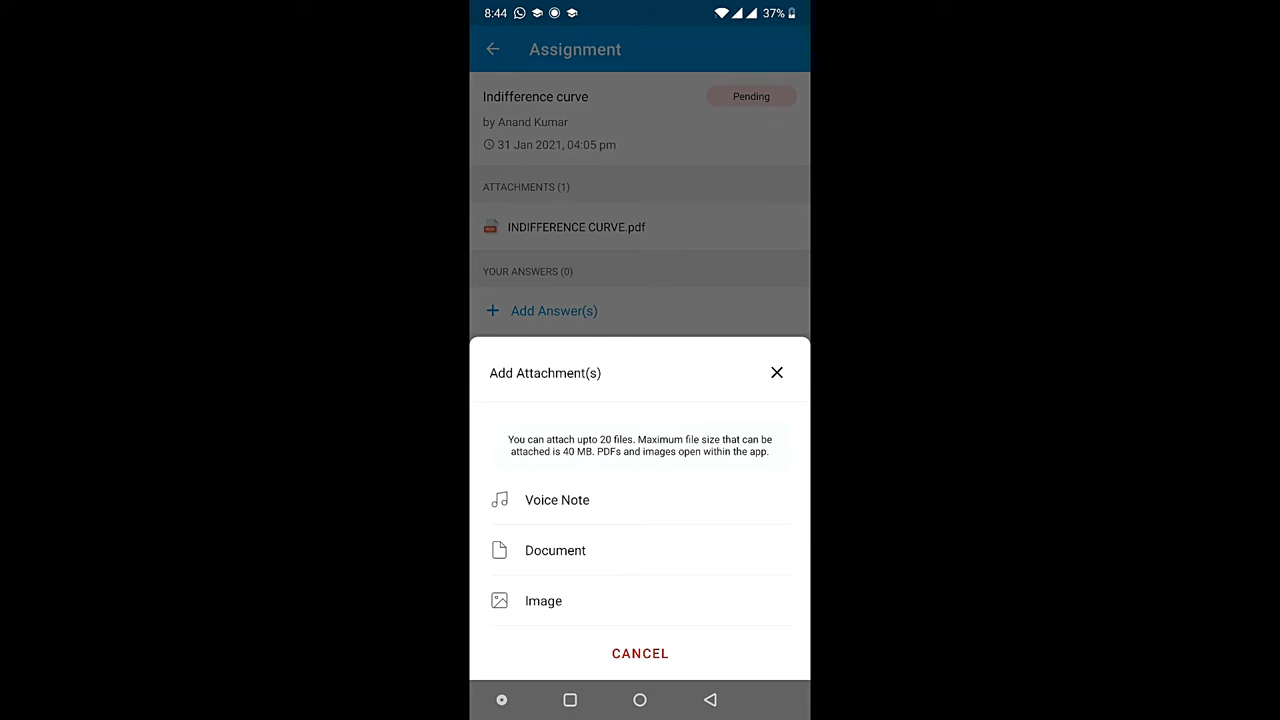 8:44
37%
Assignment
Indifference curve
Pending
by Anand Kumar
31 Jan 2021, 04:05 pm
ATTACHMENTS (1)
INDIFFERENCE CURVE.pdf
YOUR ANSWERS (0)
+ Add Answer(s)
Add Attachment(s)
You can attach upto 20 files. Maximum file size that can be
attached is 40 MB. PDFs and images open within the app.
Voice Note
Document
Image
CANCEL